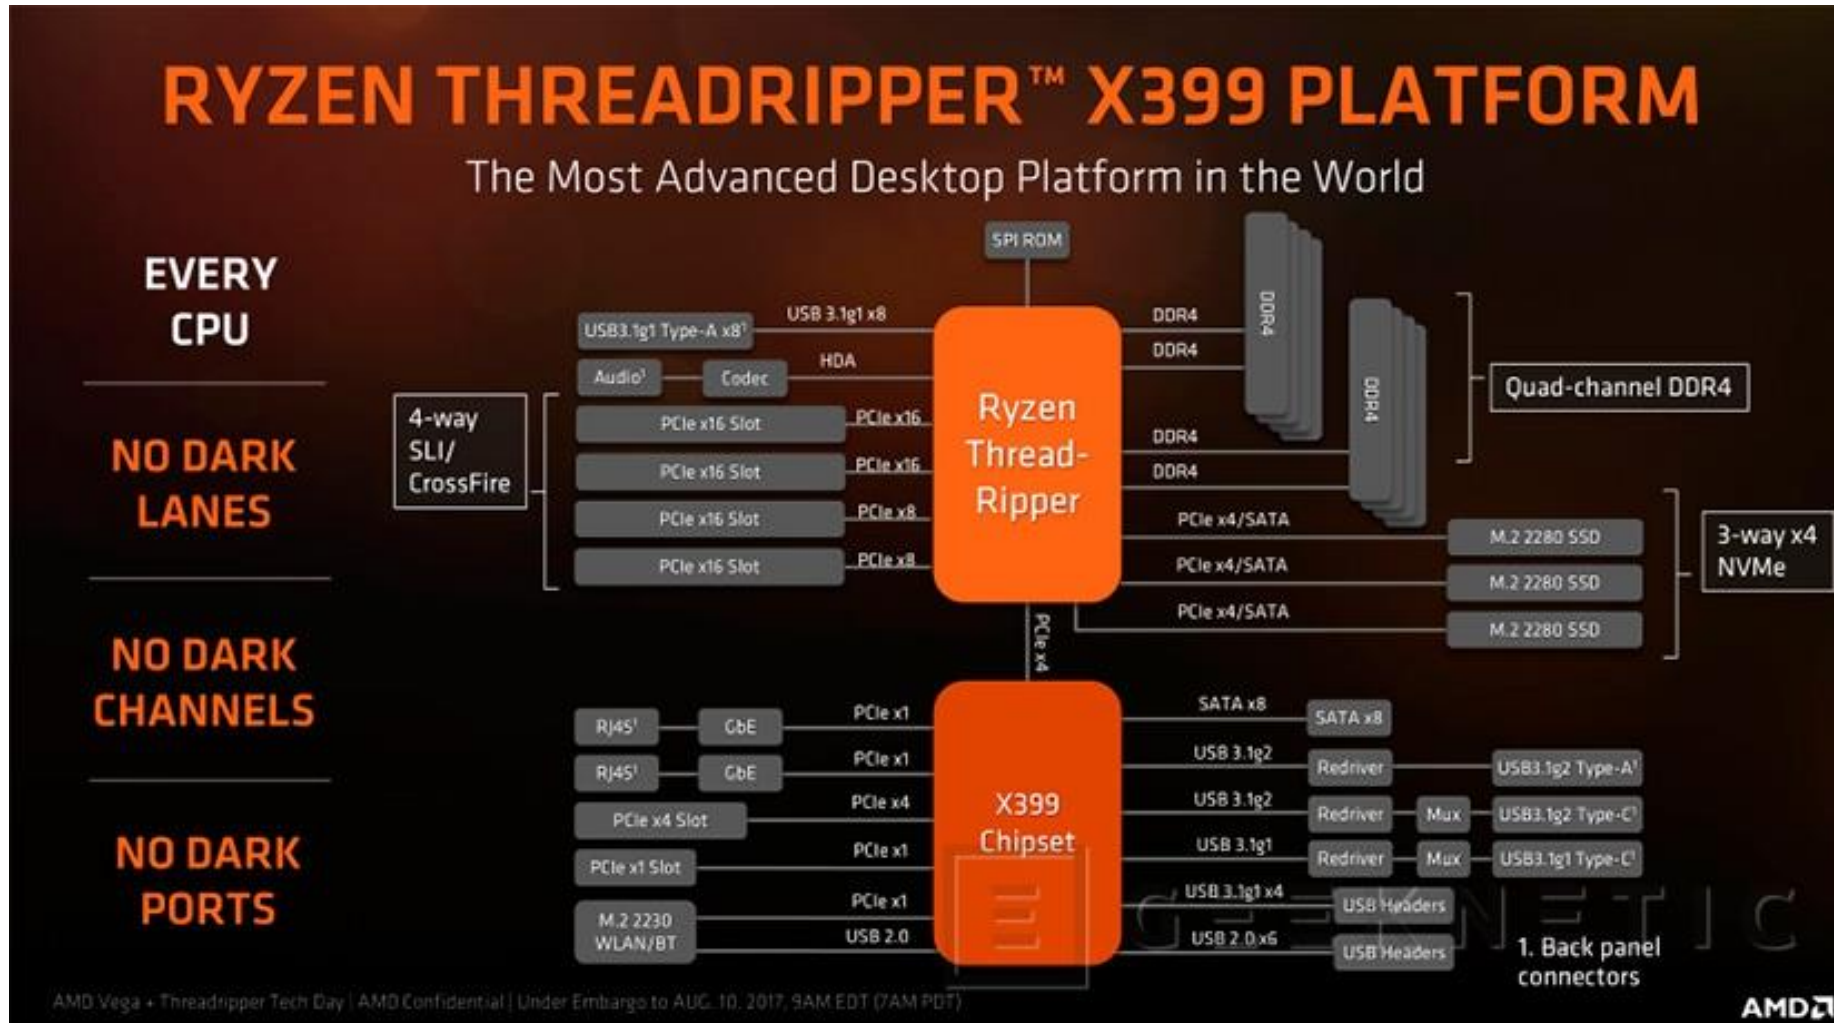 RYZEN THREADRIPPER™ X399 PLATFORM
The Most Advanced Desktop Platform in the World
EVERY
CPU
NO DARK
LANES
NO DARK
CHANNELS
NO DARK
PORTS
SPI ROM
USB3.1g1 Type-A x8¹
USB 3.1g1 x8
Audio¹
Codec
HDA
4-way
SLI/
CrossFire
PCIe x16 Slot
PCIe x16
PCIe x16 Slot
PCIe x16
PCIe x16 Slot
PCIe x8
PCIe x16 Slot
PCIe x8
Ryzen
Thread-
Ripper
DDR4
DDR4
DDR4
DDR4
DDR4
DDR4
Quad-channel DDR4
PCIe x4/SATA
M.2 2280 SSD
PCIe x4/SATA
M.2 2280 SSD
PCIe x4/SATA
M.2 2280 SSD
3-way x4
NVMe
PCIe x4
RJ45¹
GbE
PCIe x1
RJ45¹
GbE
PCIe x1
PCIe x4 Slot
PCIe x4
PCIe x1 Slot
PCIe x1
M.2 2230
WLAN/BT
PCIe x1
USB 2.0
X399
Chipset
SATA x8
SATA x8
USB 3.1g2
Redriver
USB3.1g2 Type-A¹
USB 3.1g2
Redriver
Mux
USB3.1g2 Type-C¹
USB 3.1g1
Redriver
Mux
USB3.1g1 Type-C¹
USB 3.1g1 x4
USB Headers
USB 2.0 x6
USB Headers
GEEKNETIC
1. Back panel
connectors
AMD Vega + Threadripper Tech Day | AMD Confidential | Under Embargo to AUG. 10, 2017, 9AM EDT (7AM PDT)
AMD